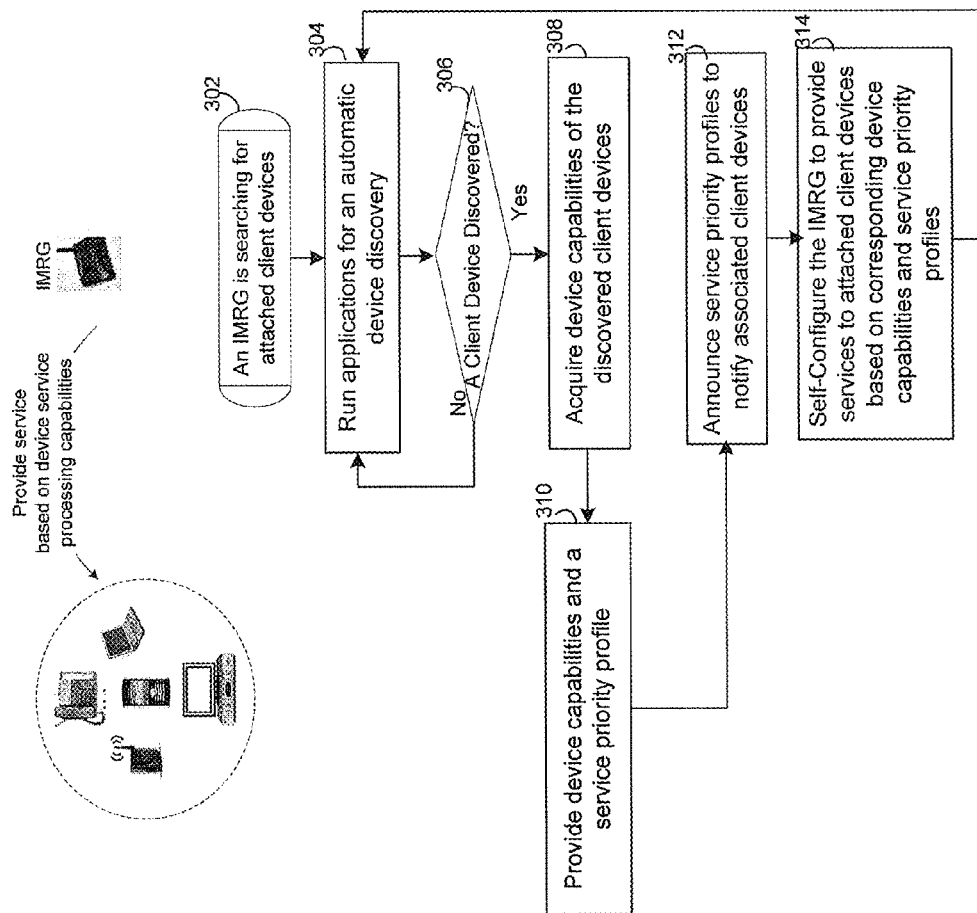 Provide service
based on device service
processing capabilities
IMRG
302
An IMRG is searching for
attached client devices
304
Run applications for an automatic
device discovery
306
A Client Device Discovered?
No
Yes
308
Acquire device capabilities of the
discovered client devices
310
Provide device capabilities and a
service priority profile
312
Announce service priority profiles to
notify associated client devices
314
Self-Configure the IMRG to provide
services to attached client devices
based on corresponding device
capabilities and service priority
profiles